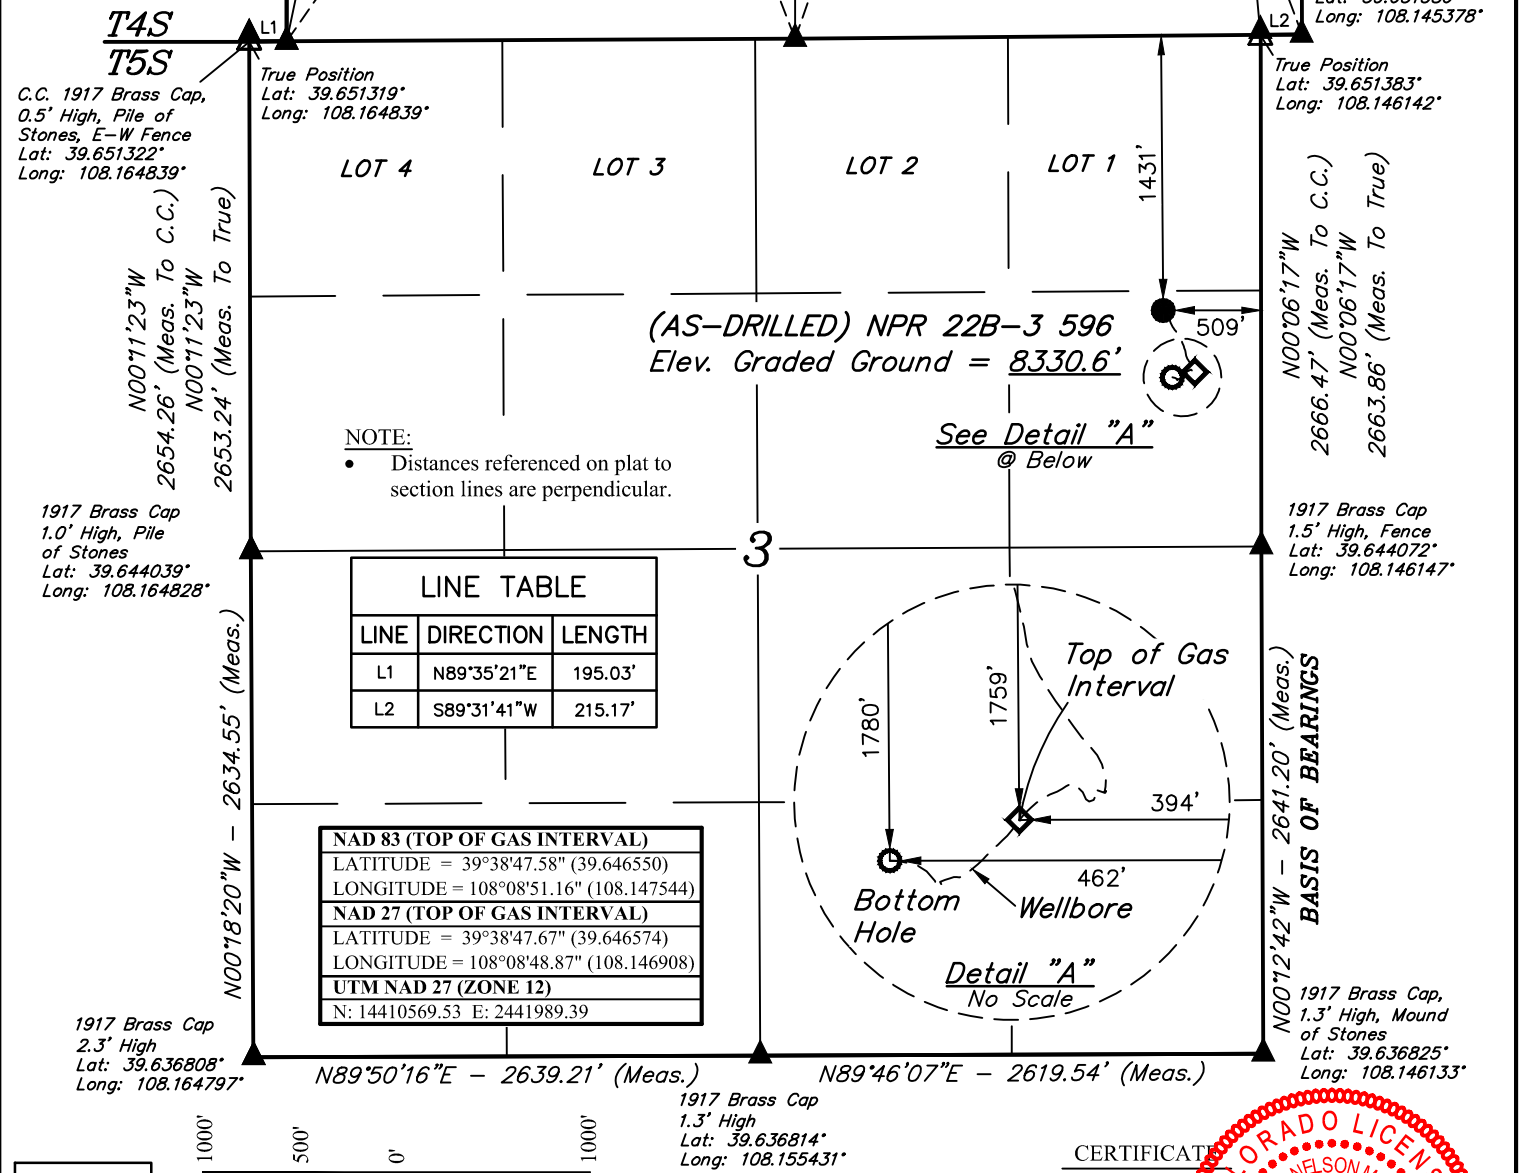 T4S
T5S
L1
L2
Long: 108.145378°
True Position
Lat: 39.651319°
Long: 108.164839°
True Position
Lat: 39.651383°
Long: 108.146142°
C.C. 1917 Brass Cap,
0.5' High, Pile of
Stones, E-W Fence
Lat: 39.651322°
Long: 108.164839°
LOT 4
LOT 3
LOT 2
LOT 1
1431'
509'
N00°11'23"W
2654.26' (Meas. To C.C.)
N00°11'23"W
2653.24' (Meas. To True)
N00°06'17"W
2666.47' (Meas. To C.C.)
N00°06'17"W
2663.86' (Meas. To True)
(AS-DRILLED) NPR 22B-3 596
Elev. Graded Ground = 8330.6'
See Detail "A"
@ Below
NOTE:
• Distances referenced on plat to
section lines are perpendicular.
1917 Brass Cap
1.0' High, Pile
of Stones
Lat: 39.644039°
Long: 108.164828°
3
1917 Brass Cap
1.5' High, Fence
Lat: 39.644072°
Long: 108.146147°
LINE TABLE
LINE DIRECTION LENGTH
L1 N89°35'21"E 195.03'
L2 S89°31'41"W 215.17'
N00°18'20"W - 2634.55' (Meas.)
1780'
1759'
Top of Gas
Interval
394'
462'
Bottom
Hole
Wellbore
Detail "A"
No Scale
N00°12'42"W - 2641.20' (Meas.)
BASIS OF BEARINGS
NAD 83 (TOP OF GAS INTERVAL)
LATITUDE = 39°38'47.58" (39.646550)
LONGITUDE = 108°08'51.16" (108.147544)
NAD 27 (TOP OF GAS INTERVAL)
LATITUDE = 39°38'47.67" (39.646574)
LONGITUDE = 108°08'48.87" (108.146908)
UTM NAD 27 (ZONE 12)
N: 14410569.53 E: 2441989.39
1917 Brass Cap
2.3' High
Lat: 39.636808°
Long: 108.164797°
1917 Brass Cap,
1.3' High, Mound
of Stones
Lat: 39.636825°
Long: 108.146133°
N89°50'16"E - 2639.21' (Meas.)
N89°46'07"E - 2619.54' (Meas.)
1917 Brass Cap
1.3' High
Lat: 39.636814°
Long: 108.155431°
1000'
500'
0'
1000'
CERTIFICATE
ORADO LICENS
NELSON